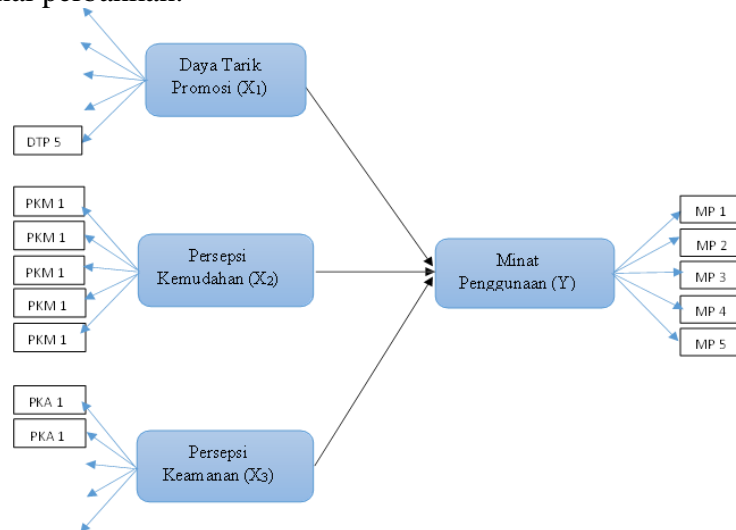 Daya Tarik
Promosi (X1)
DTP 5
PKM 1
PKM 1
PKM 1
PKM 1
PKM 1
Persepsi
Kemudahan (X2)
Minat
Penggunaan (Y)
MP 1
MP 2
MP 3
MP 4
MP 5
PKA 1
PKA 1
Persepsi
Keamanan (X3)